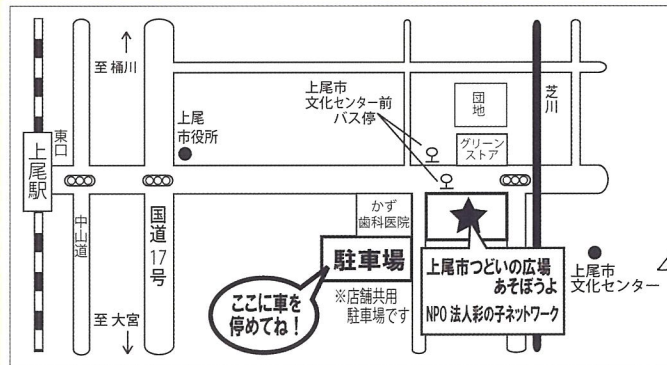 至 桶川
東口
上尾駅
中山道
国道17号
至 大宮
上尾
市役所
上尾市
文化センター前
バス停
団地
グリーン
ストア
芝川
かず
歯科医院
駐車場
※店舗共用
駐車場です
ここに車を
停めてね!
上尾市つどいの広場
あそぼうよ
NPO 法人彩の子ネットワーク
上尾市
文化センター